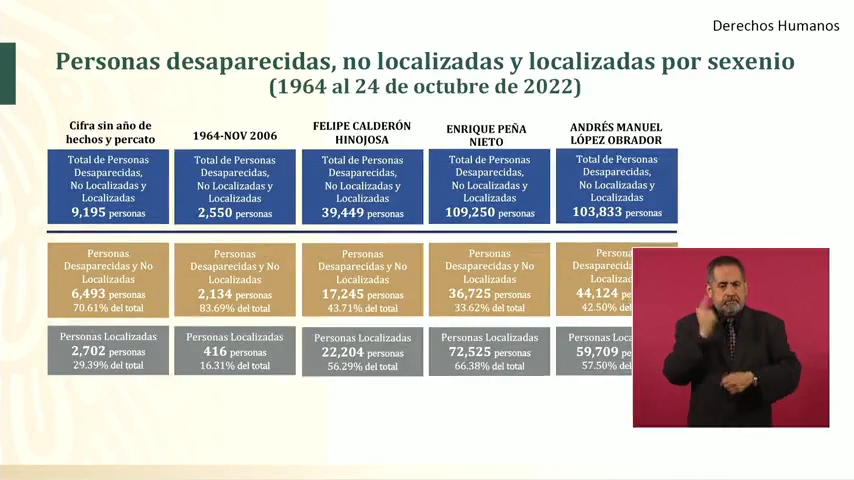 Derechos Humanos
Personas desaparecidas, no localizadas y localizadas por sexenio
(1964 al 24 de octubre de 2022)
Cifra sin año de
hechos y percato
Total de Personas
Desaparecidas,
No Localizadas y
Localizadas
9,195 personas
Personas
Desaparecidas y No
Localizadas
6,493 personas
70.61% del total
Personas Localizadas
2,702 personas
29.39% del total
1964-NOV 2006
Total de Personas
Desaparecidas,
No Localizadas y
Localizadas
2,550 personas
Personas
Desaparecidas y No
Localizadas
2,134 personas
83.69% del total
Personas Localizadas
416 personas
16.31% del total
FELIPE CALDERÓN
HINOJOSA
Total de Personas
Desaparecidas,
No Localizadas y
Localizadas
39,449 personas
Personas
Desaparecidas y No
Localizadas
17,245 personas
43.71% del total
Personas Localizadas
22,204 personas
56.29% del total
ENRIQUE PEÑA
NIETO
Total de Personas
Desaparecidas,
No Localizadas y
Localizadas
109,250 personas
Personas
Desaparecidas y No
Localizadas
36,725 personas
33.62% del total
Personas Localizadas
72,525 personas
66.38% del total
ANDRÉS MANUEL
LÓPEZ OBRADOR
Total de Personas
Desaparecidas,
No Localizadas y
Localizadas
103,833 personas
44,124
42.50% del
Personas
59,709
57.50% del